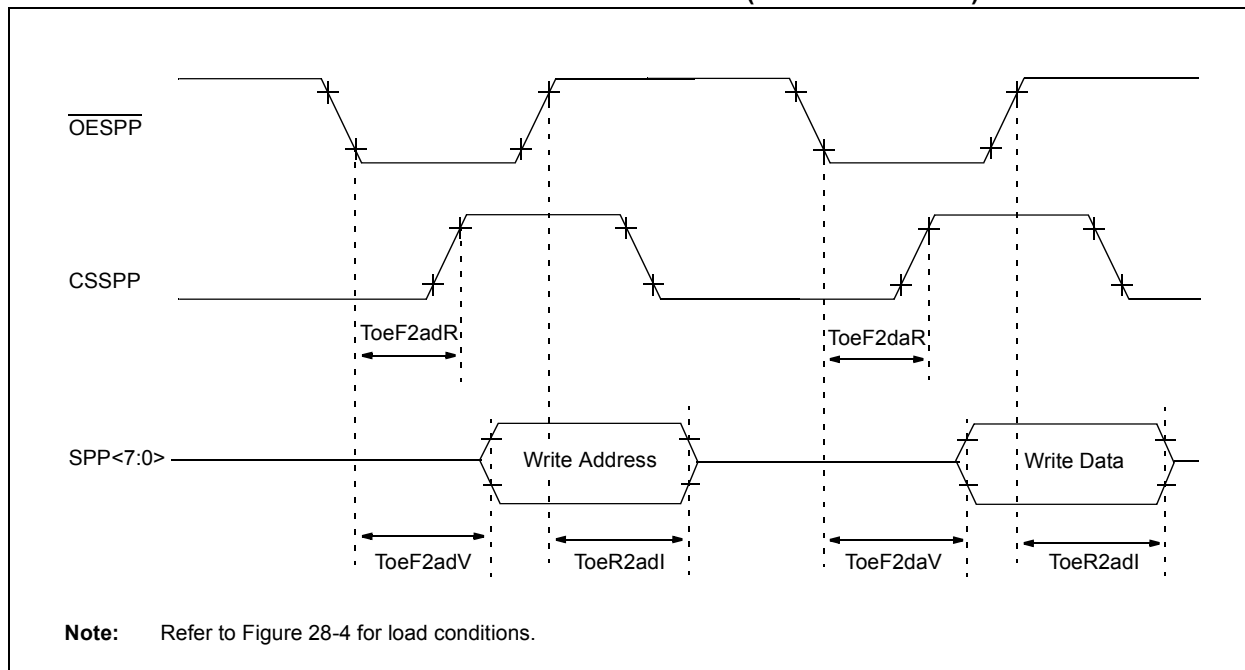 OESPP
CSSPP
ToeF2adR
ToeF2daR
SPP<7:0>
Write Address
Write Data
ToeF2adV
ToeR2adI
ToeF2daV
ToeR2adI
Note: Refer to Figure 28-4 for load conditions.